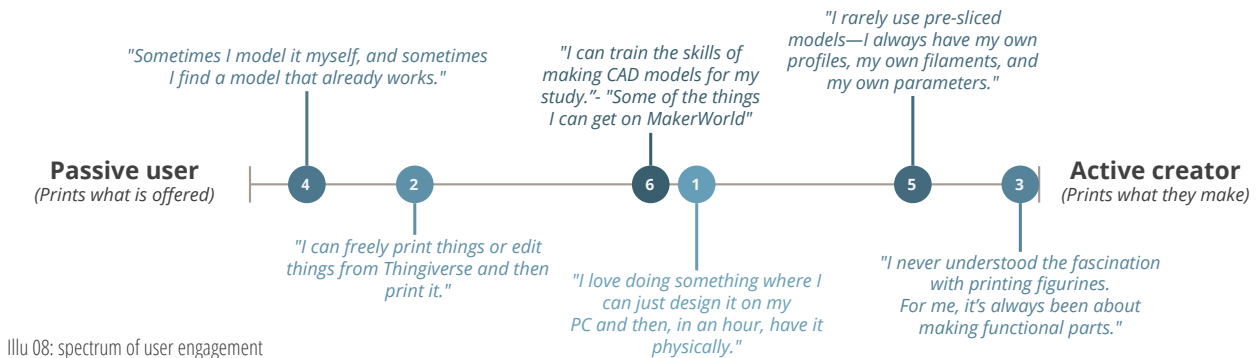 "I rarely use pre-sliced
models—I always have my own
profiles, my own filaments, and
my own parameters."
"Sometimes I model it myself, and sometimes
I find a model that already works."
"I can train the skills of
making CAD models for my
study.”- "Some of the things
I can get on MakerWorld"
Passive user
(Prints what is offered)
4
2
6
1
5
3
Active creator
(Prints what they make)
"I can freely print things or edit
things from Thingiverse and then
print it."
"I love doing something where I
can just design it on my
PC and then, in an hour, have it
physically."
"I never understood the fascination
with printing figurines.
For me, it’s always been about
making functional parts."
Illu 08: spectrum of user engagement